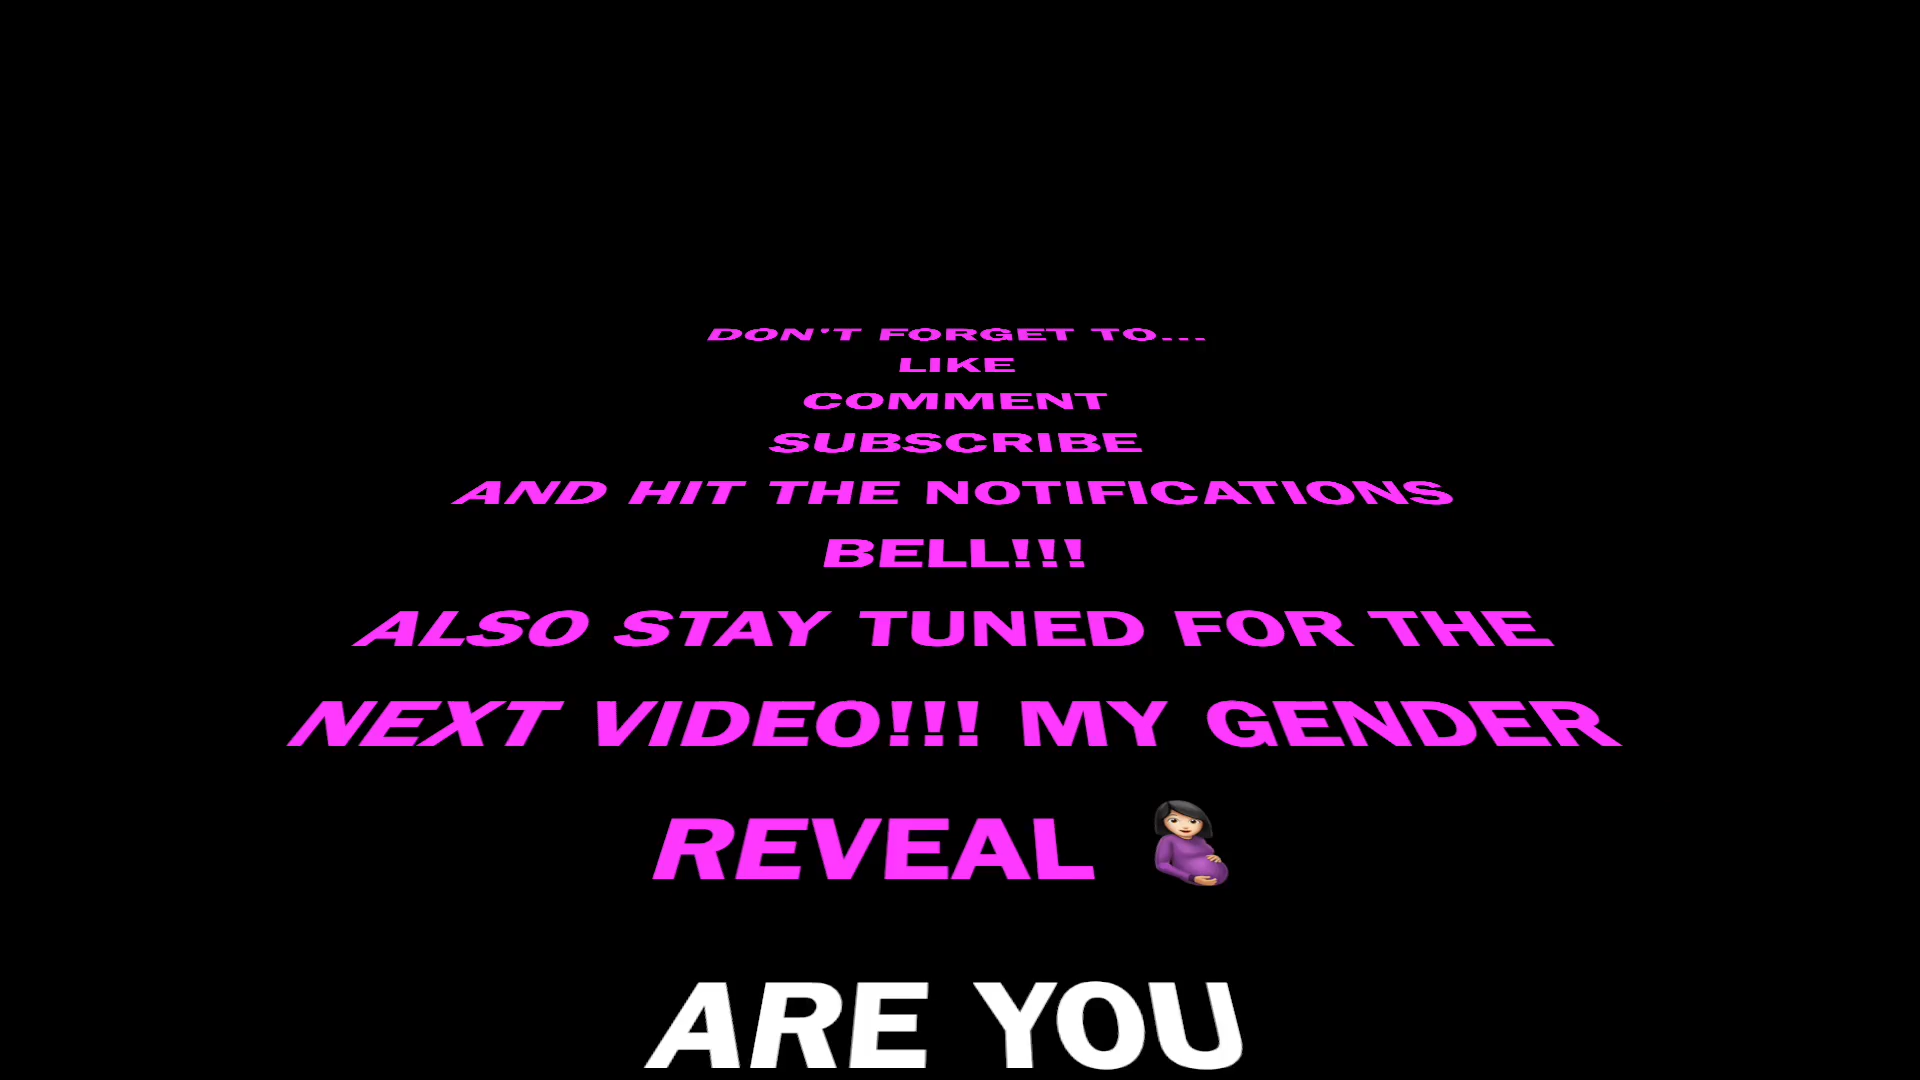 DON'T FORGET TO...
LIKE
COMMENT
SUBSCRIBE
AND HIT THE NOTIFICATIONS
BELL!!!
ALSO STAY TUNED FOR THE
NEXT VIDEO!!! MY GENDER
REVEAL 🤰🏻
ARE YOU